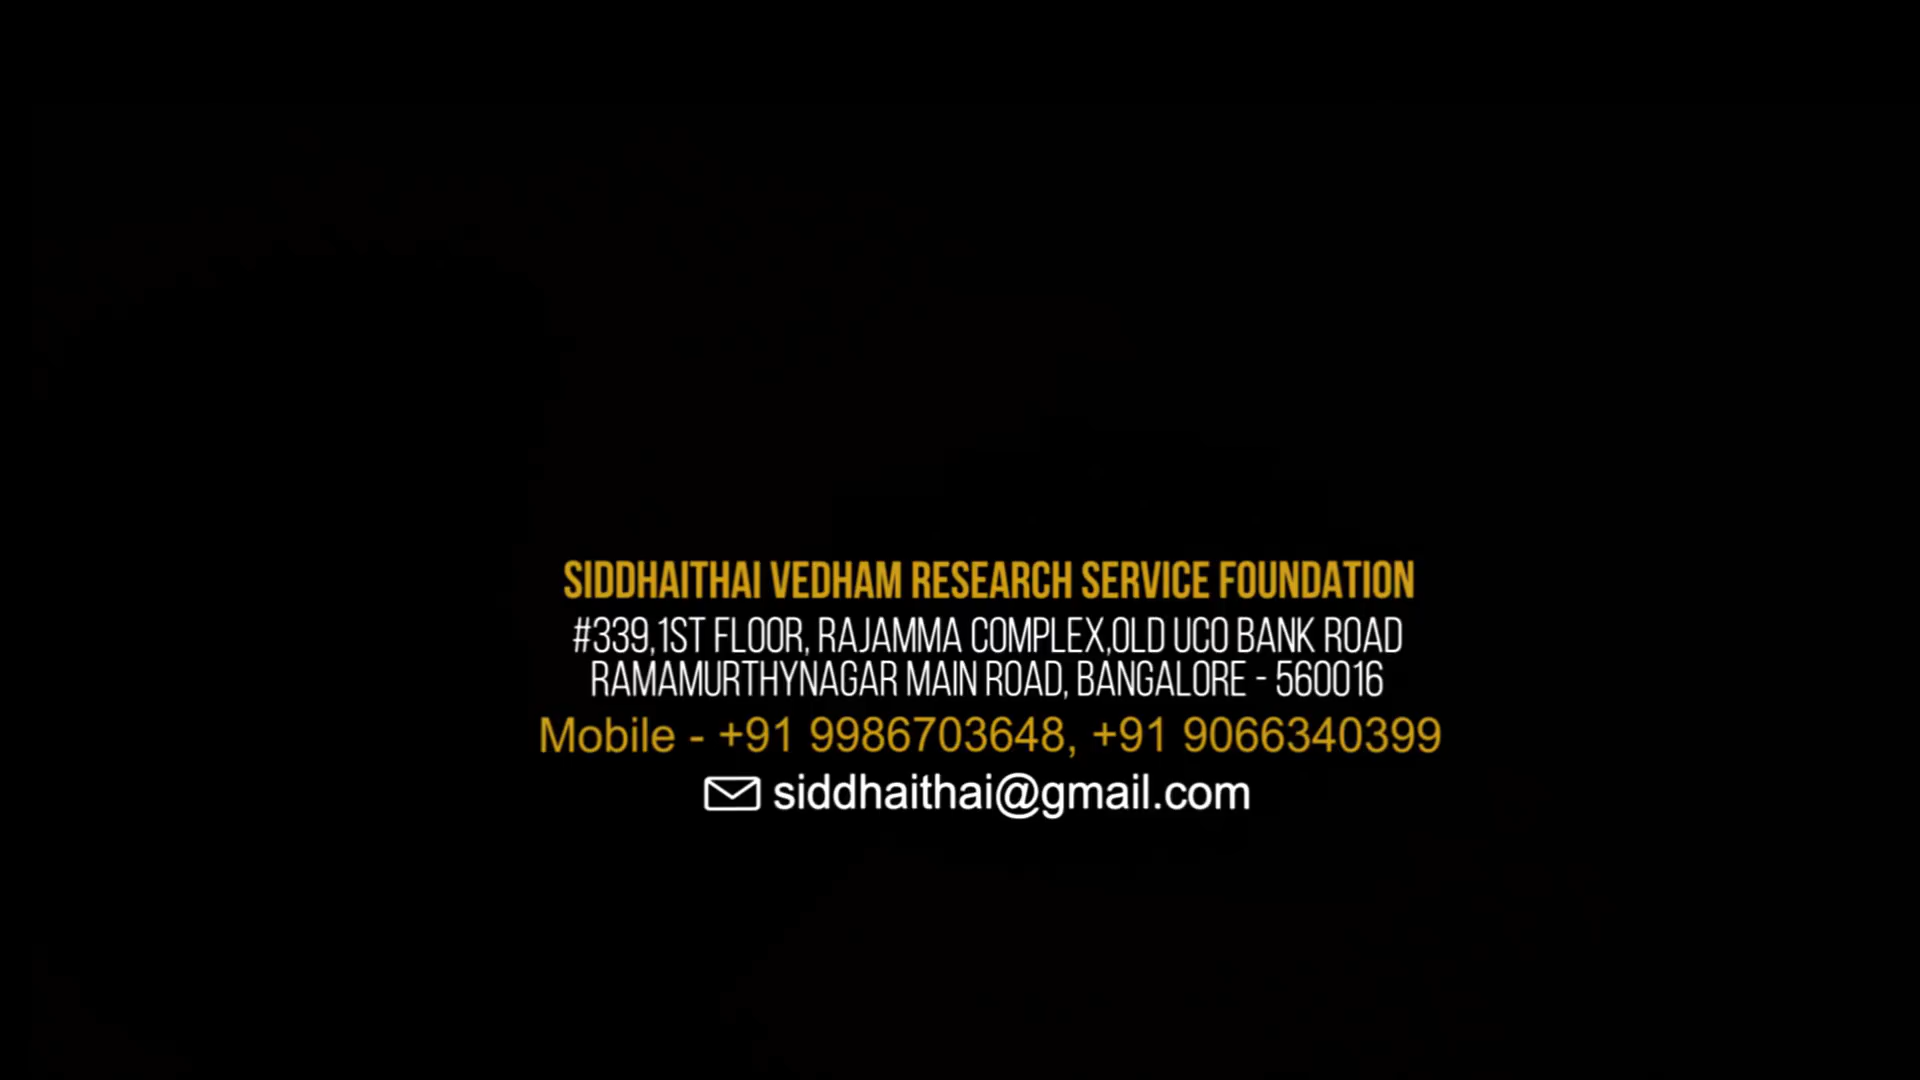 SIDDHAITHAI VEDHAM RESEARCH SERVICE FOUNDATION
#339,1ST FLOOR, RAJAMMA COMPLEX,OLD UCO BANK ROAD
RAMAMURTHYNAGAR MAIN ROAD, BANGALORE - 560016
Mobile - +91 9986703648, +91 9066340399
siddhaithai@gmail.com